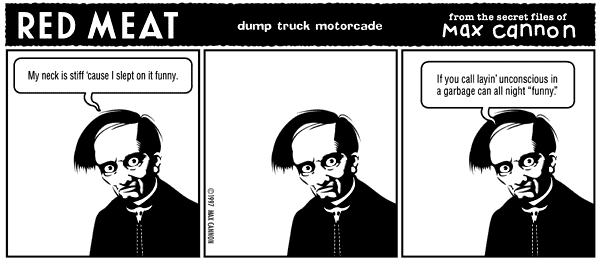 RED MEAT
dump truck motorcade
from the secret files of
max cannon
My neck is stiff ‘cause I slept on it funny.
©1997 MAX CANNON
If you call layin’ unconscious in
a garbage can all night “funny.”